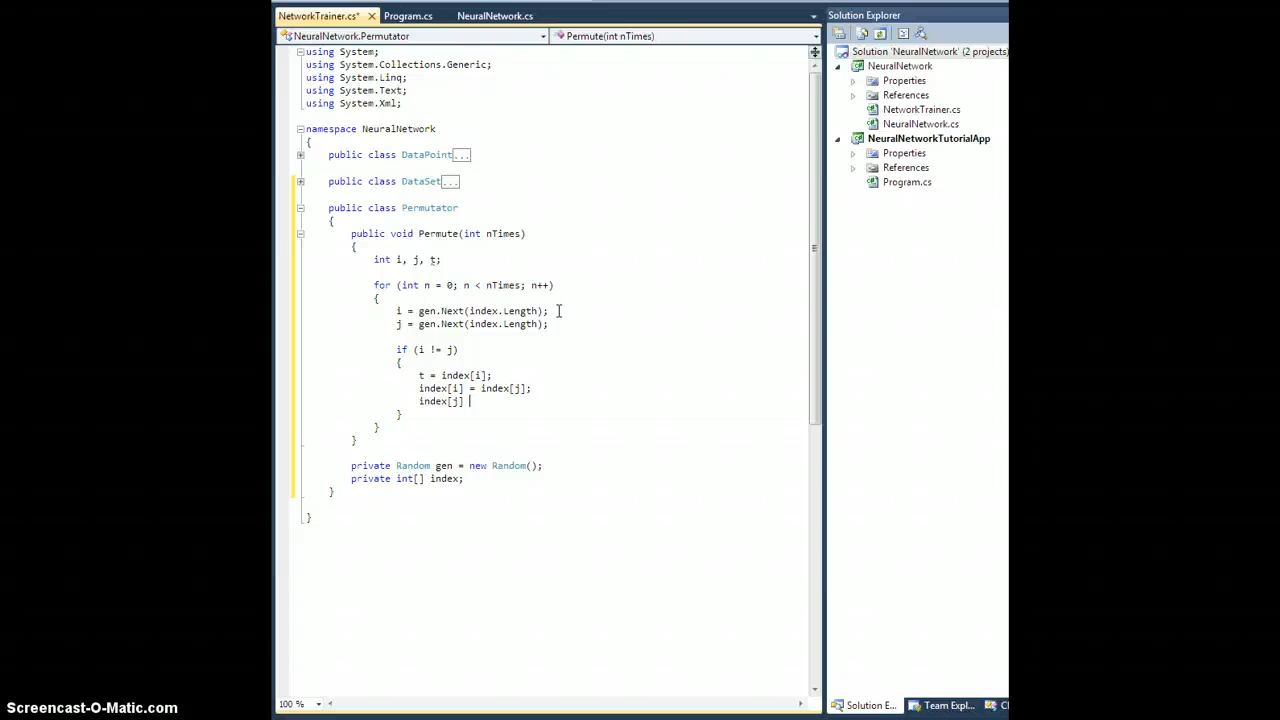 NetworkTrainer.cs* Program.cs NeuralNetwork.cs
NeuralNetwork.Permutator Permute(int nTimes)
using System;
using System.Collections.Generic;
using System.Linq;
using System.Text;
using System.Xml;
namespace NeuralNetwork
{
public class DataPoint...
public class DataSet...
public class Permutator
{
public void Permute(int nTimes)
{
int i, j, t;
for (int n = 0; n < nTimes; n++)
{
i = gen.Next(index.Length);
j = gen.Next(index.Length);
if (i != j)
{
t = index[i];
index[i] = index[j];
index[j]
}
}
}
private Random gen = new Random();
private int[] index;
}
}
100 %
Solution Explorer
Solution 'NeuralNetwork' (2 projects)
NeuralNetwork
Properties
References
NetworkTrainer.cs
NeuralNetwork.cs
NeuralNetworkTutorialApp
Properties
References
Program.cs
Solution E... Team Expl...
Screencast-O-Matic.com